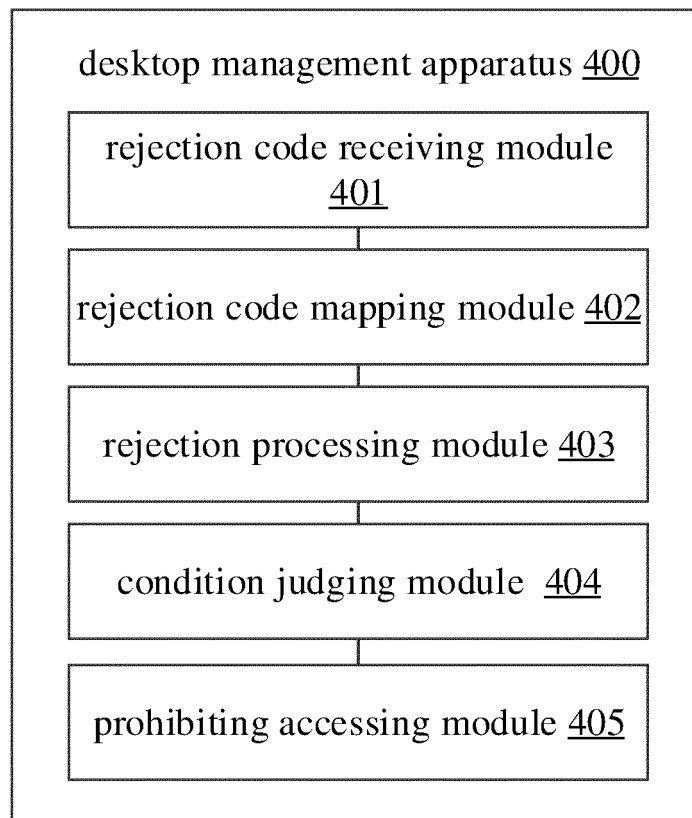 desktop management apparatus 400
rejection code receiving module
401
rejection code mapping module 402
rejection processing module 403
condition judging module 404
prohibiting accessing module 405